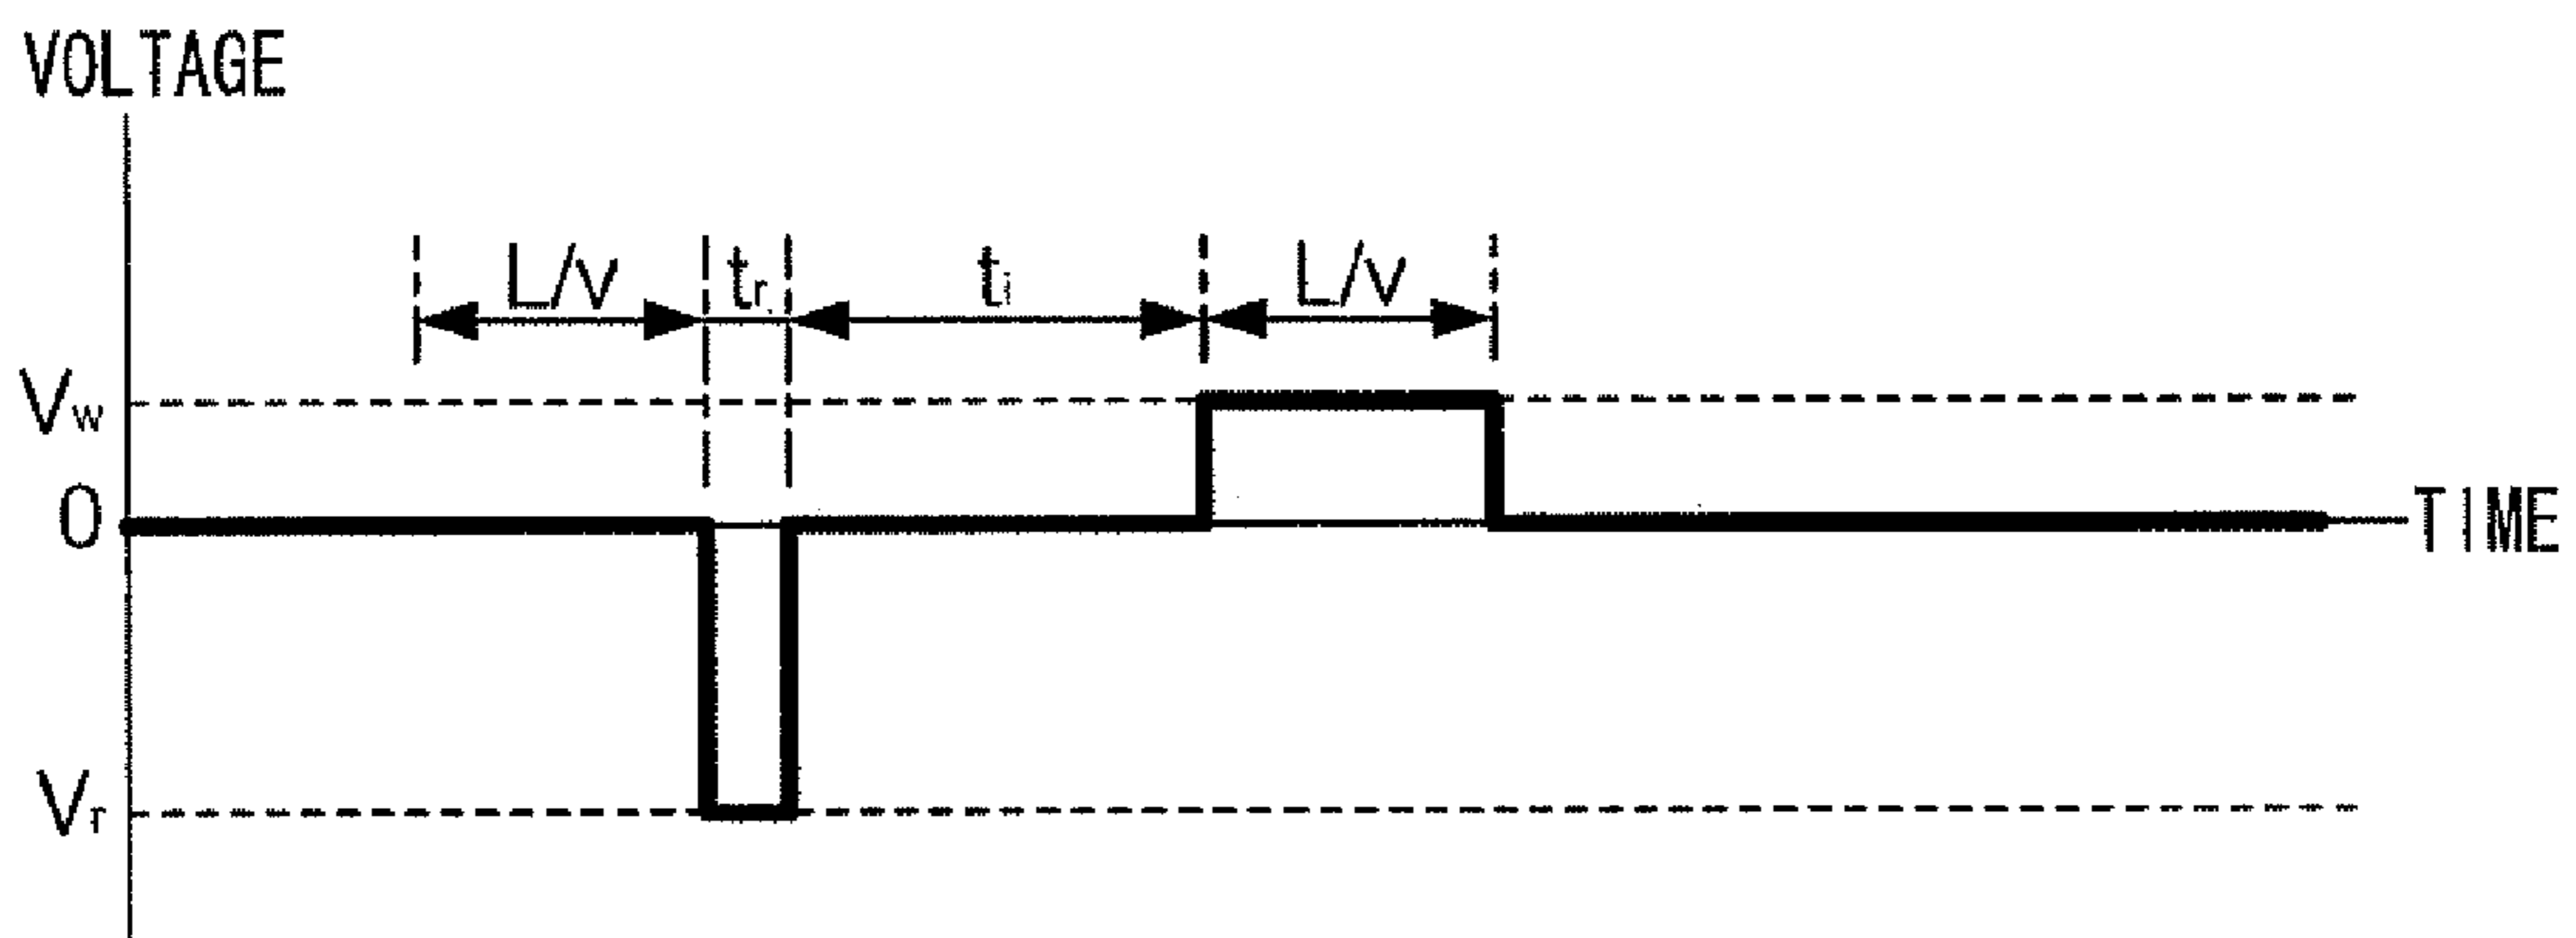 VOLTAGE
L/v tr ti L/v
Vw
0
TIME
Vr